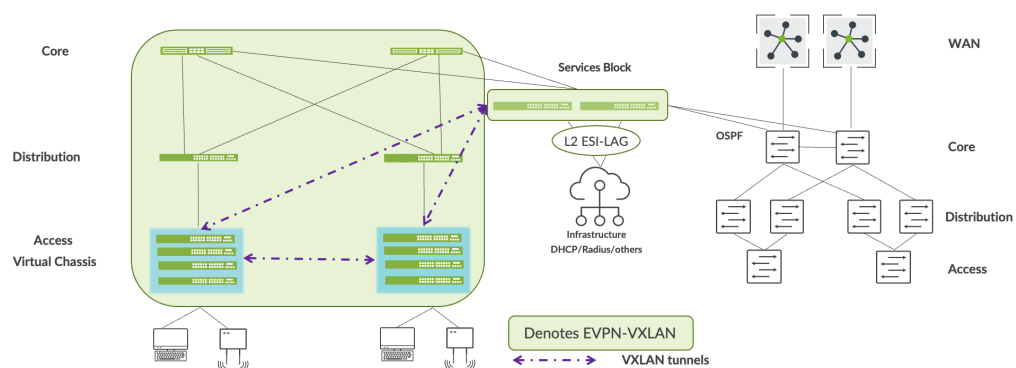 Core
WAN
Services Block
L2 ESI-LAG
OSPF
Core
Distribution
Infrastructure
DHCP/Radius/others
Distribution
Access
Virtual Chassis
Access
Denotes EVPN-VXLAN
VXLAN tunnels